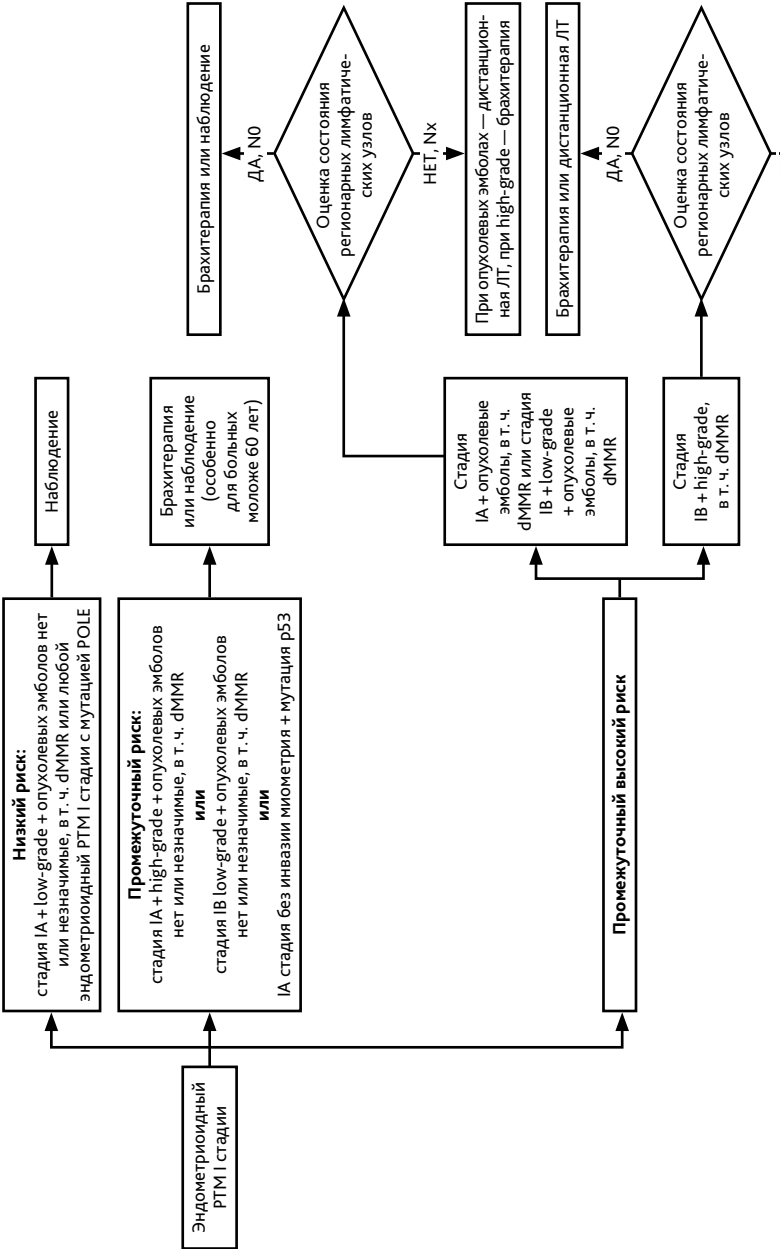 Эндометриоидный
РТМ I стадии
Низкий риск:
стадия IA + low-grade + опухолевых эмболов нет
или незначимые, в т. ч. dMMR или любой
эндометриоидный РТМ I стадии с мутацией POLE
Наблюдение
Промежуточный риск:
стадия IA + high-grade + опухолевых эмболов
нет или незначимые, в т. ч. dMMR
или
стадия IB low-grade + опухолевых эмболов
нет или незначимые, в т. ч. dMMR
или
IA стадия без инвазии миометрия + мутация p53
Брахитерапия
или наблюдение
(особенно
для больных
моложе 60 лет)
Промежуточный высокий риск
Стадия
IA + опухолевые
эмболы, в т. ч.
dMMR или стадия
IB + low-grade
+ опухолевые
эмболы, в т. ч.
dMMR
Оценка состояния
регионарных лимфатиче-
ских узлов
ДА, N0
Брахитерапия или наблюдение
НЕТ, Nx
При опухолевых эмболах — дистанцион-
ная ЛТ, при high-grade — брахитерапия
Стадия
IB + high-grade,
в т. ч. dMMR
Оценка состояния
регионарных лимфатиче-
ских узлов
ДА, N0
Брахитерапия или дистанционная ЛТ